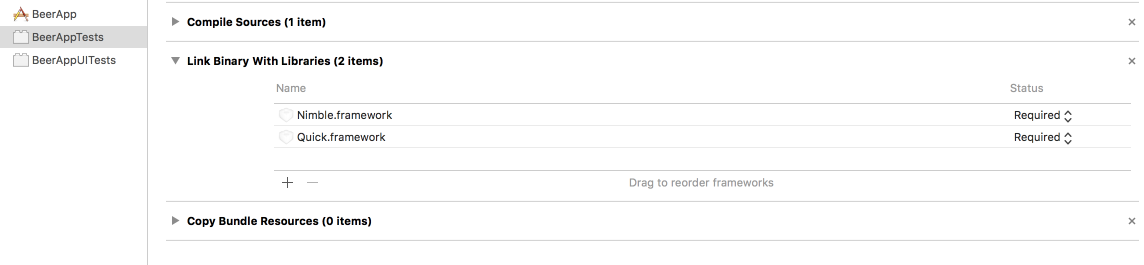 BeerApp
BeerAppTests
BeerAppUITests
Compile Sources (1 item)
Link Binary With Libraries (2 items)
Name Status
Nimble.framework Required
Quick.framework Required
Drag to reorder frameworks
Copy Bundle Resources (0 items)